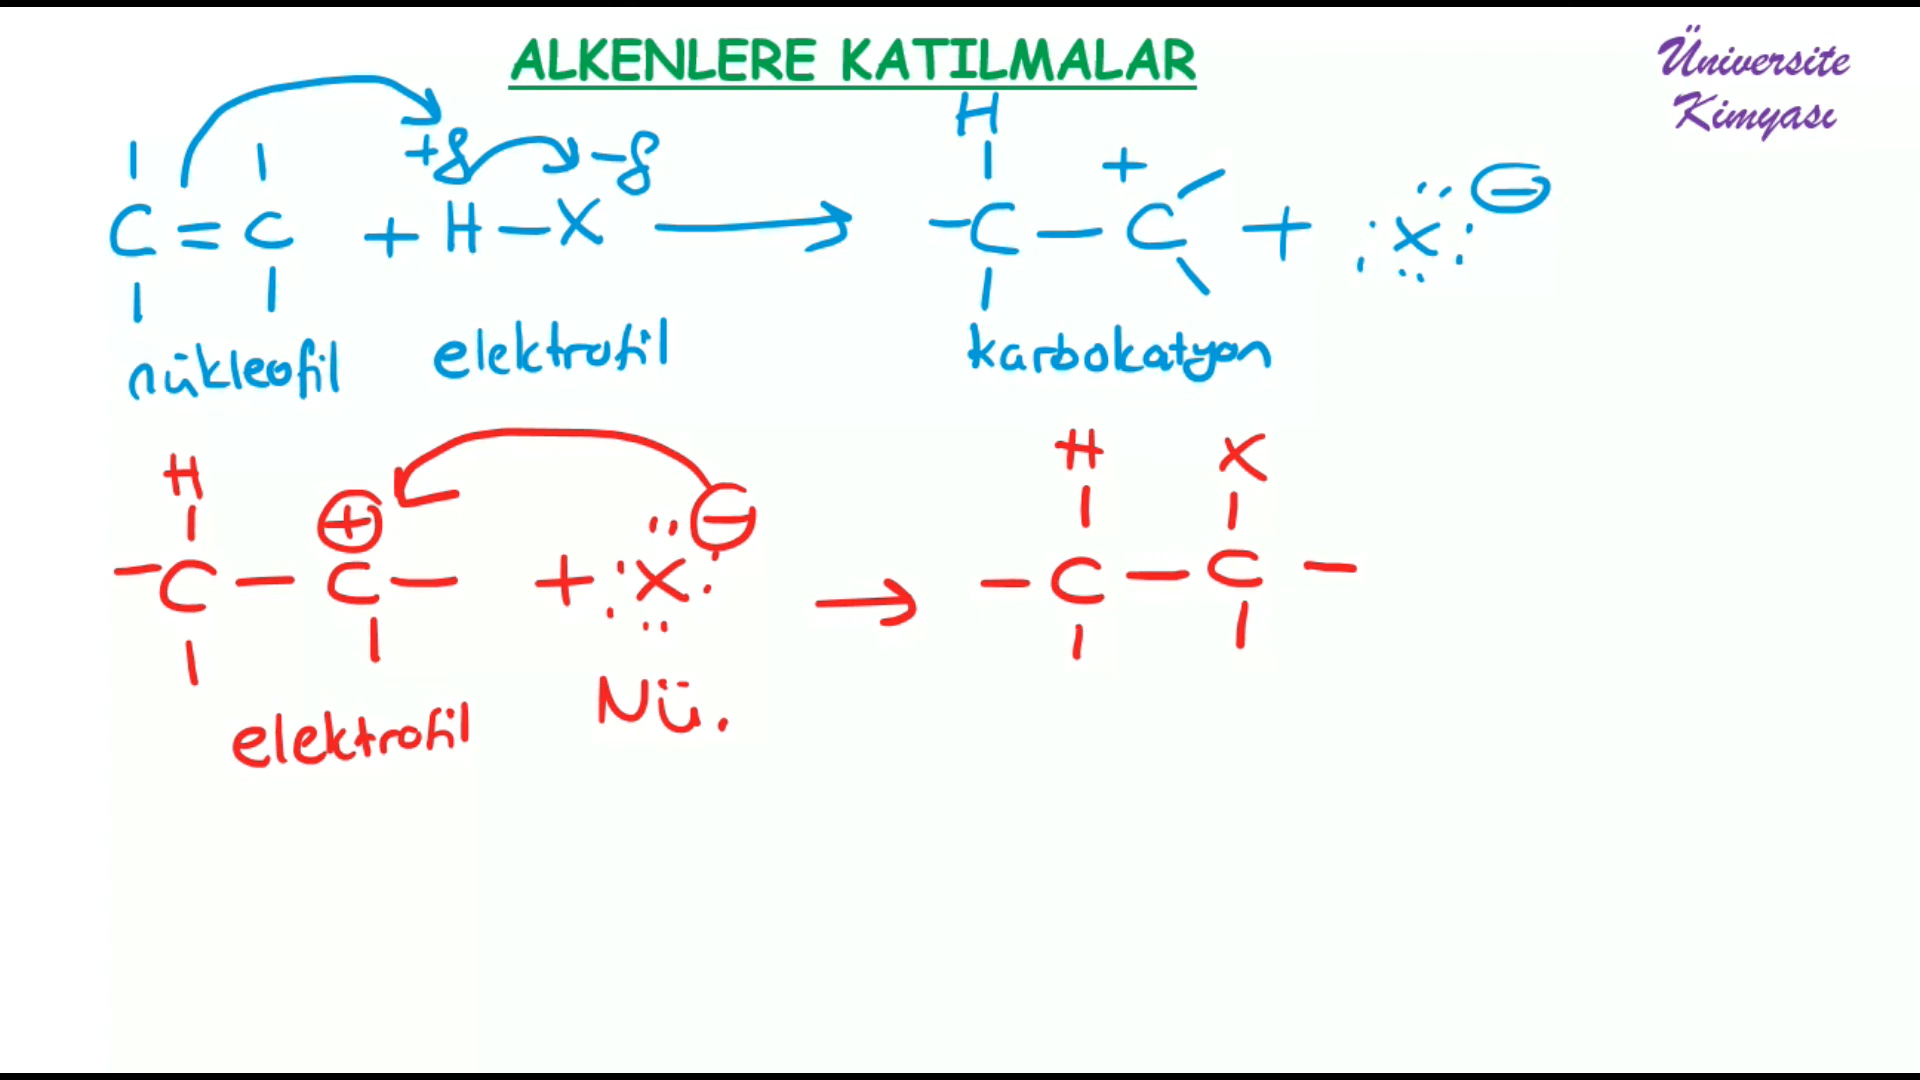 ALKENLERE KATILMALAR
Üniversite
Kimyası
H
+δ -δ +
C = C + H - X → - C - C + X ⊖
nükleofil elektrofil karbokatyon
H ⊕ ⊖ H X
- C - C - + X → - C - C -
elektrofil Nü.